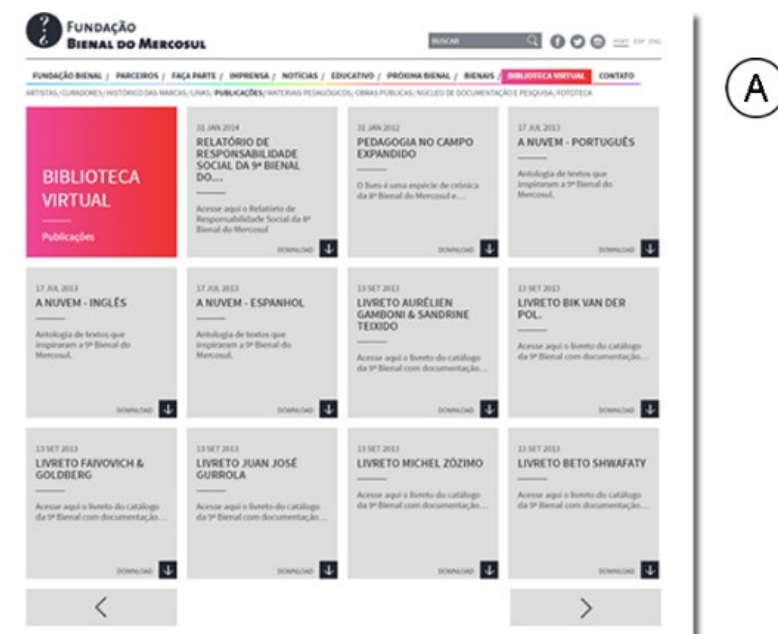 FUNDAÇÃO
BIENAL DO MERCOSUL
BUSCAR
PORT ESP ENG
FUNDAÇÃO BIENAL / PARCEIROS / FAÇA PARTE / IMPRENSA / NOTÍCIAS / EDUCATIVO / PRÓXIMA BIENAL / BIENAIS / BIBLIOTECA VIRTUAL CONTATO
ARTISTAS/ CURADORES/ HISTÓRICO DAS MARCAS/ LINKS/ PUBLICAÇÕES/ MATERIAIS PEDAGÓGICOS/ OBRAS PÚBLICAS/ NÚCLEO DE DOCUMENTAÇÃO E PESQUISA/ FOTOTECA
A
BIBLIOTECA
VIRTUAL
Publicações
31 JAN 2014
RELATÓRIO DE
RESPONSABILIDADE
SOCIAL DA 9ª BIENAL
DO...
Acesse aqui o Relatório de
Responsabilidade Social da 8ª
Bienal do Mercosul
DOWNLOAD
31 JAN 2012
PEDAGOGIA NO CAMPO
EXPANDIDO
O livro é uma espécie de crônica
da 8ª Bienal do Mercosul e...
DOWNLOAD
17 JUL 2013
A NUVEM - PORTUGUÊS
Antologia de textos que
inspiraram a 9ª Bienal do
Mercosul.
DOWNLOAD
17 JUL 2013
A NUVEM - INGLÊS
Antologia de textos que
inspiraram a 9ª Bienal do
Mercosul.
DOWNLOAD
17 JUL 2013
A NUVEM - ESPANHOL
Antologia de textos que
inspiraram a 9ª Bienal do
Mercosul.
DOWNLOAD
13 SET 2013
LIVRETO AURÉLIEN
GAMBONI & SANDRINE
TEIXIDO
Acesse aqui o livreto do catálogo
da 9ª Bienal com documentação...
DOWNLOAD
13 SET 2013
LIVRETO BIK VAN DER
POL.
Acesse aqui o livreto do catálogo
da 9ª Bienal com documentação...
DOWNLOAD
13 SET 2013
LIVRETO FAIVOVICH &
GOLDBERG
Acesse aqui o livreto do catálogo
da 9ª Bienal com documentação...
DOWNLOAD
13 SET 2013
LIVRETO JUAN JOSÉ
GURROLA
Acesse aqui o livreto do catálogo
da 9ª Bienal com documentação...
DOWNLOAD
13 SET 2013
LIVRETO MICHEL ZÓZIMO
Acesse aqui o livreto do catálogo
da 9ª Bienal com documentação...
DOWNLOAD
13 SET 2013
LIVRETO BETO SHWAFATY
Acesse aqui o livreto do catálogo
da 9ª Bienal com documentação...
DOWNLOAD